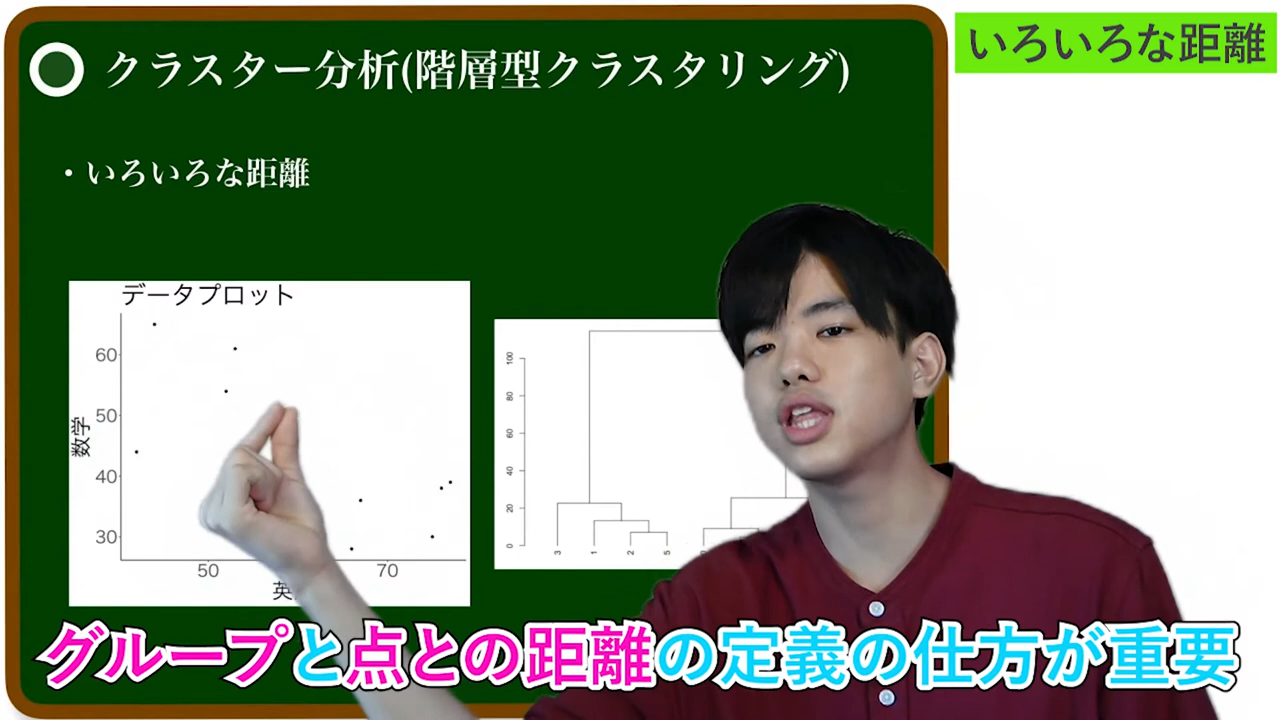 クラスター分析(階層型クラスタリング)
いろいろな距離
・いろいろな距離
データプロット
数学
60
50
40
30
50
70
英
100
80
60
40
20
0
3
1
2
5
グループと点との距離の定義の仕方が重要